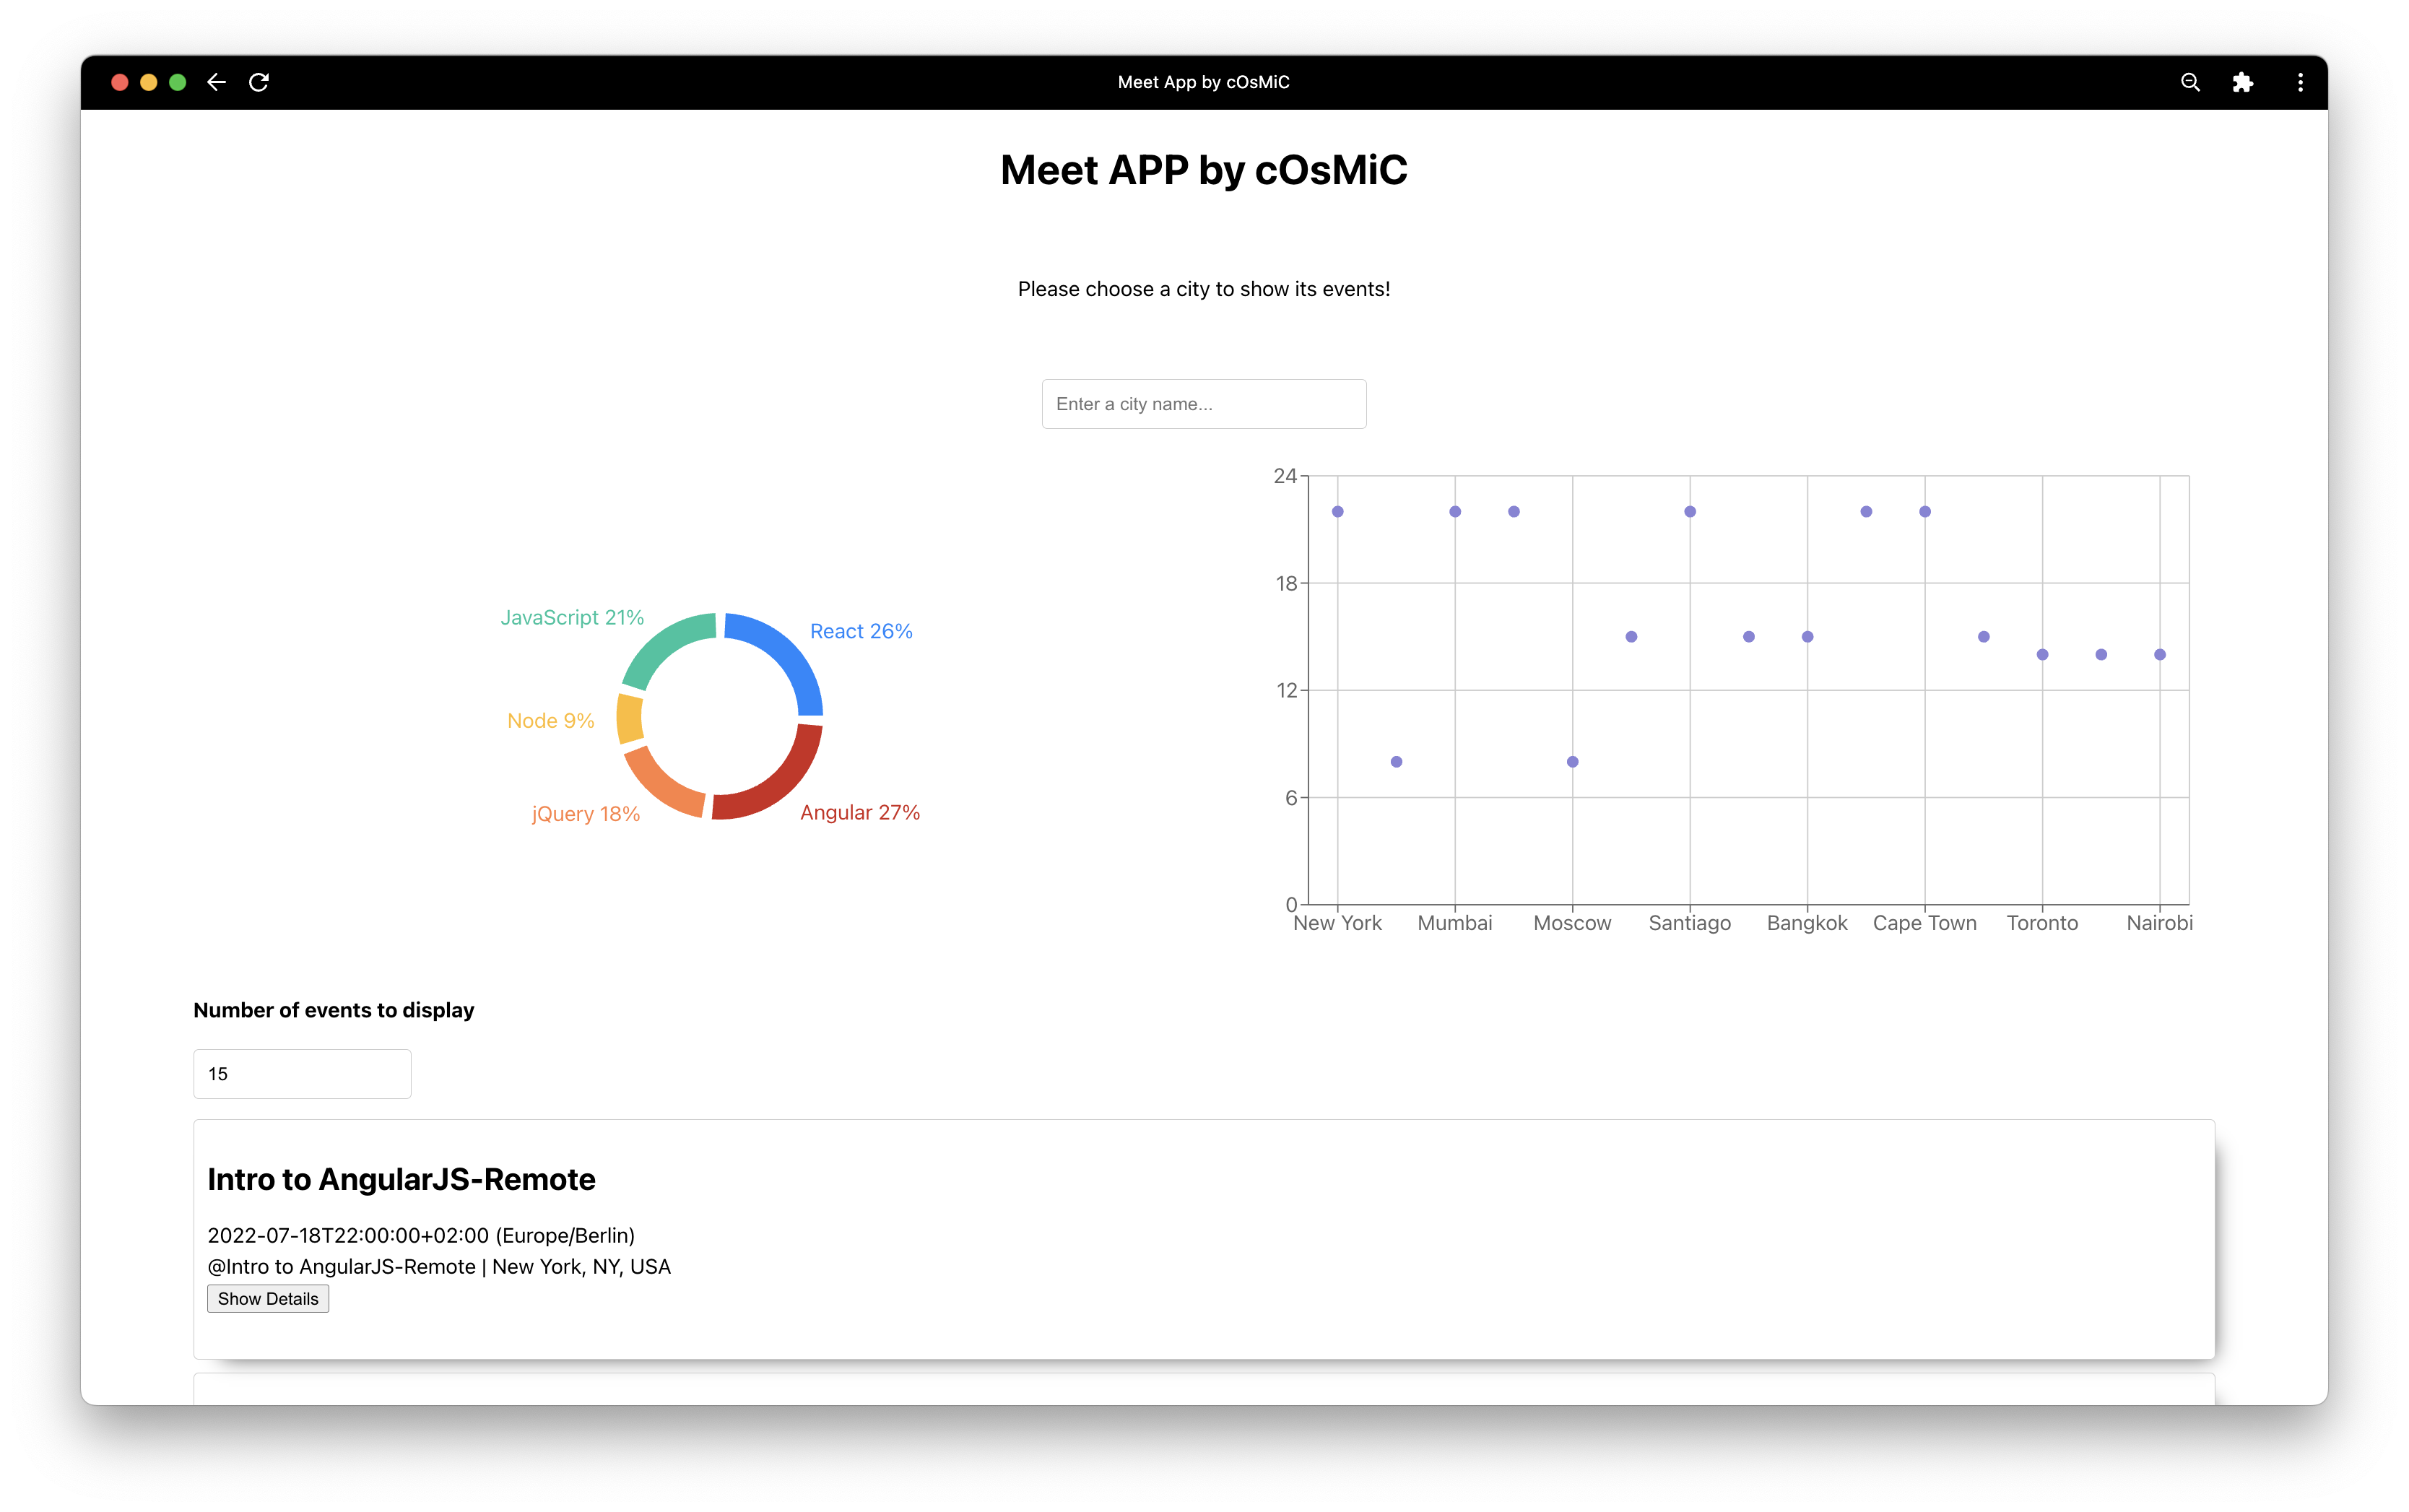 Meet App by cOsMiC
Meet APP by cOsMiC
Please choose a city to show its events!
Enter a city name...
JavaScript 21%
React 26%
Node 9%
jQuery 18%
Angular 27%
24
18
12
6
0
New York Mumbai Moscow Santiago Bangkok Cape Town Toronto Nairobi
Number of events to display
15
Intro to AngularJS-Remote
2022-07-18T22:00:00+02:00 (Europe/Berlin)
@Intro to AngularJS-Remote | New York, NY, USA
Show Details